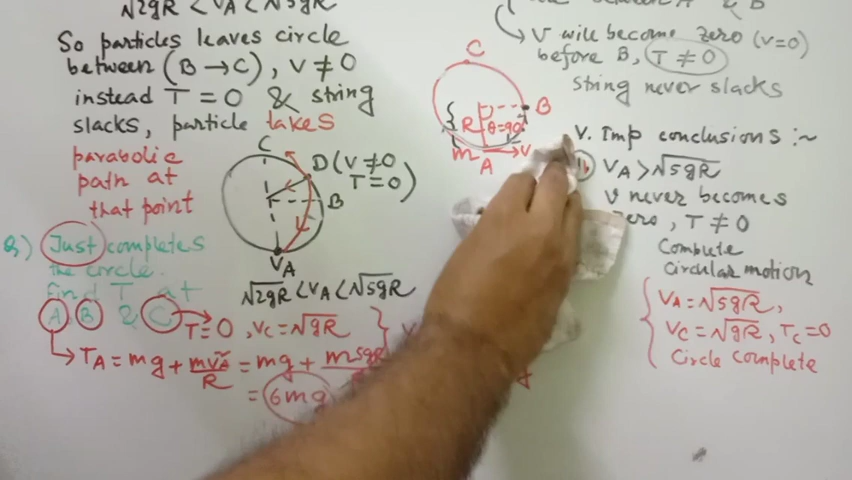 √2gR < VA < √5gR
So particles leaves circle
between (B → C), V ≠ 0
instead T = 0 & string
slacks, particle takes
parabolic
path at
that point
C
D (V ≠ 0
T = 0)
B
VA
√2gR < VA < √5gR
Q) Just completes
the circle.
find T at
A, B & C → T = 0, VC = √gR
TA = mg + mVA²/R = mg + m5gR
= 6mg
V will become zero (V=0)
before B, T ≠ 0
String never slacks
C
B
R θ=90°
m A V
V. Imp conclusions :~
1) VA > √5gR
V never becomes
zero, T ≠ 0
Complete
Circular motion
VA = √5gR,
VC = √gR, TC = 0
Circle complete